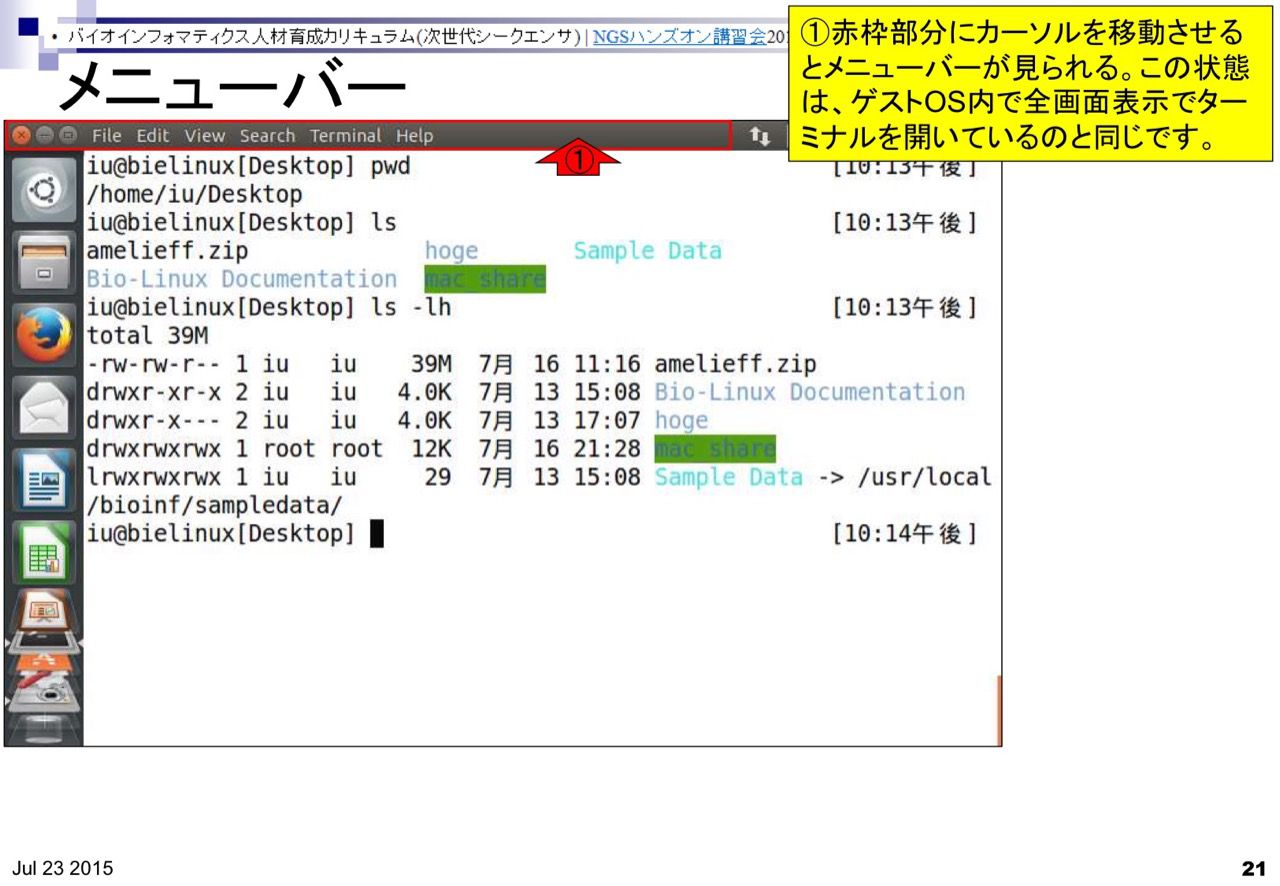 • バイオインフォマティクス人材育成カリキュラム(次世代シークエンサ) | NGSハンズオン講習会201
①赤枠部分にカーソルを移動させる
とメニューバーが見られる。この状態
は、ゲストOS内で全画面表示でター
ミナルを開いているのと同じです。
メニューバー
File Edit View Search Terminal Help
①
iu@bielinux[Desktop] pwd [10:13午後]
/home/iu/Desktop
iu@bielinux[Desktop] ls [10:13午後]
amelieff.zip hoge Sample Data
Bio-Linux Documentation mac_share
iu@bielinux[Desktop] ls -lh [10:13午後]
total 39M
-rw-rw-r-- 1 iu iu 39M 7月 16 11:16 amelieff.zip
drwxr-xr-x 2 iu iu 4.0K 7月 13 15:08 Bio-Linux Documentation
drwxr-x--- 2 iu iu 4.0K 7月 13 17:07 hoge
drwxrwxrwx 1 root root 12K 7月 16 21:28 mac_share
lrwxrwxrwx 1 iu iu 29 7月 13 15:08 Sample Data -> /usr/local
/bioinf/sampledata/
iu@bielinux[Desktop] [10:14午後]
Jul 23 2015
21